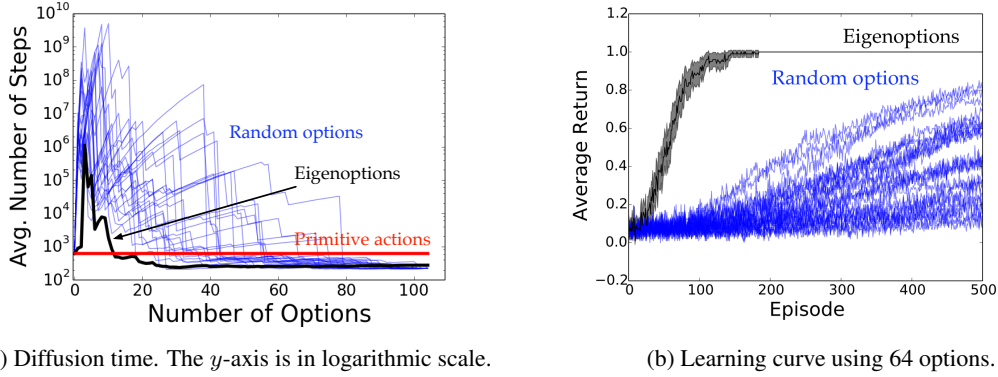 10^10
10^9
10^8
10^7
10^6
10^5
10^4
10^3
10^2
0 20 40 60 80 100
Avg. Number of Steps
Number of Options
Random options
Eigenoptions
Primitive actions
) Diffusion time. The y-axis is in logarithmic scale.
1.2
1.0
0.8
0.6
0.4
0.2
0.0
−0.2
0 100 200 300 400 500
Average Return
Episode
Eigenoptions
Random options
(b) Learning curve using 64 options.